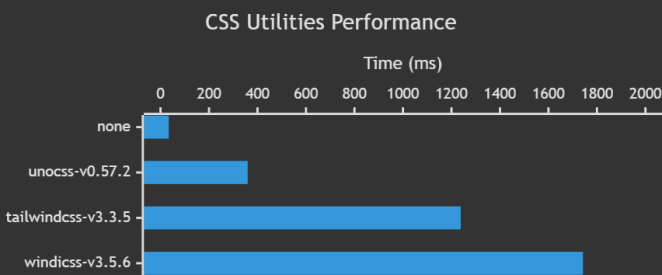 CSS Utilities Performance
Time (ms)
0 200 400 600 800 1000 1200 1400 1600 1800 2000
none
unocss-v0.57.2
tailwindcss-v3.3.5
windicss-v3.5.6